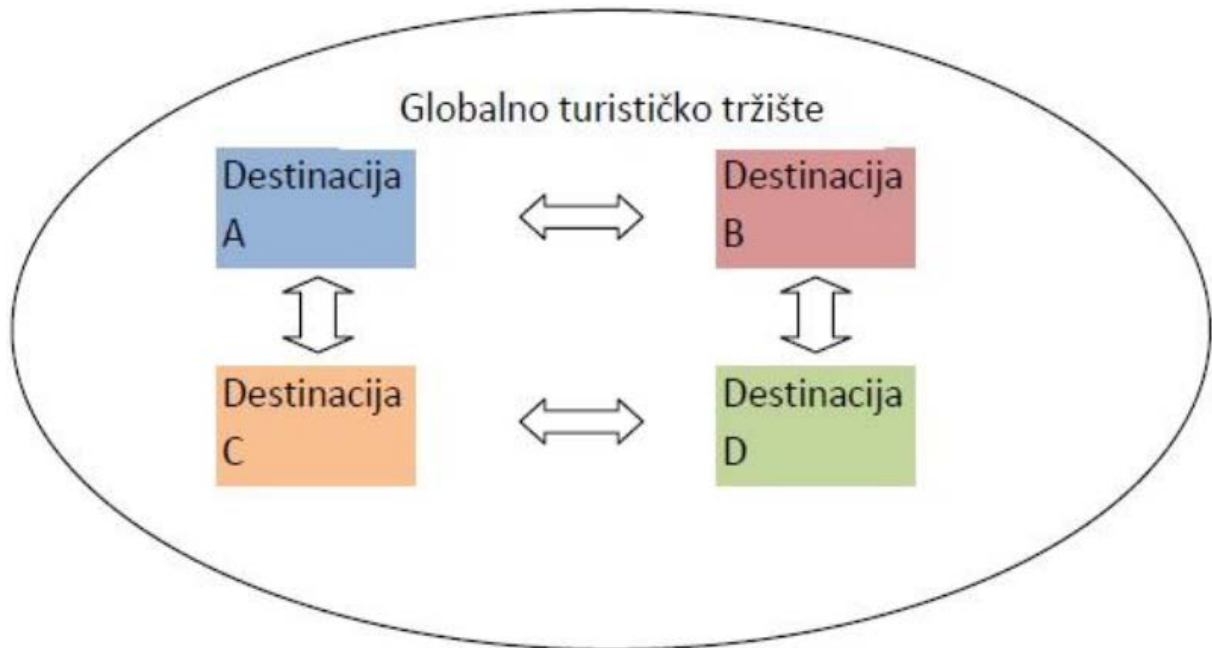 Globalno turističko tržište
Destinacija
A
Destinacija
B
Destinacija
C
Destinacija
D